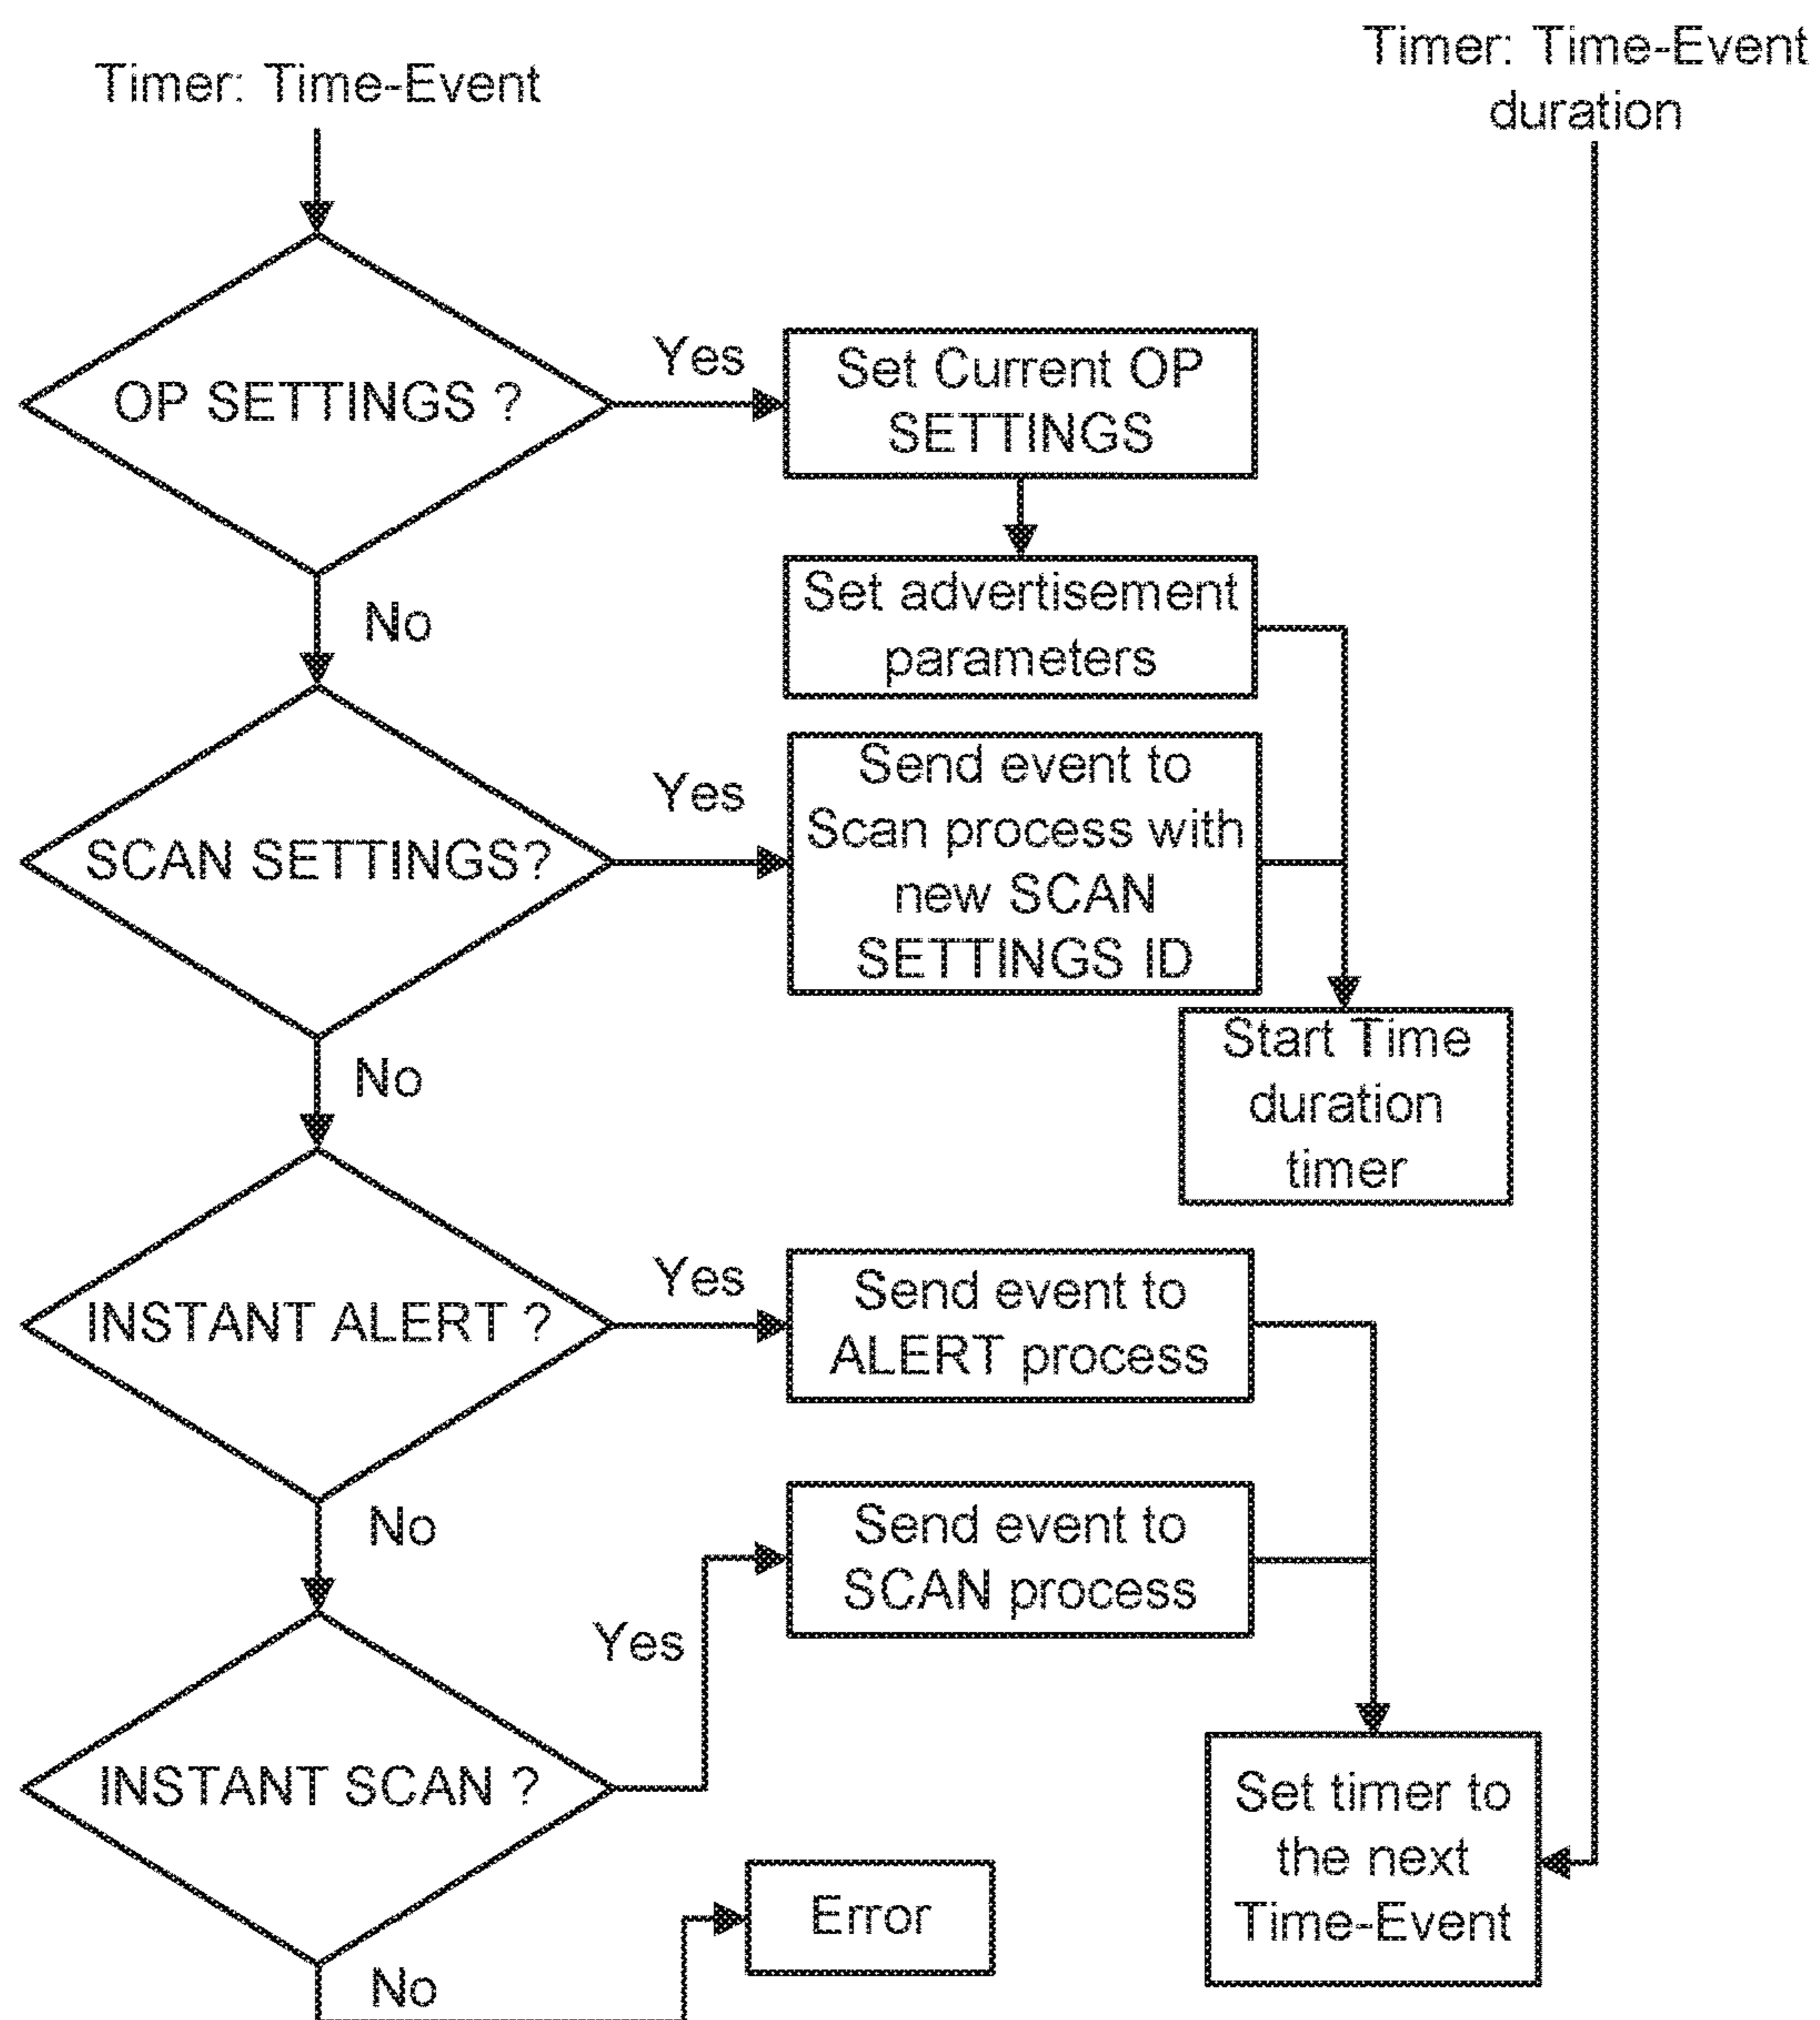 Timer: Time-Event
Timer: Time-Event
duration
OP SETTINGS ?
Yes
Set Current OP
SETTINGS
No
Set advertisement
parameters
SCAN SETTINGS?
Yes
Send event to
Scan process with
new SCAN
SETTINGS ID
No
Start Time
duration
timer
INSTANT ALERT ?
Yes
Send event to
ALERT process
No
Send event to
SCAN process
Yes
INSTANT SCAN ?
Set timer to
the next
Time-Event
Error
No